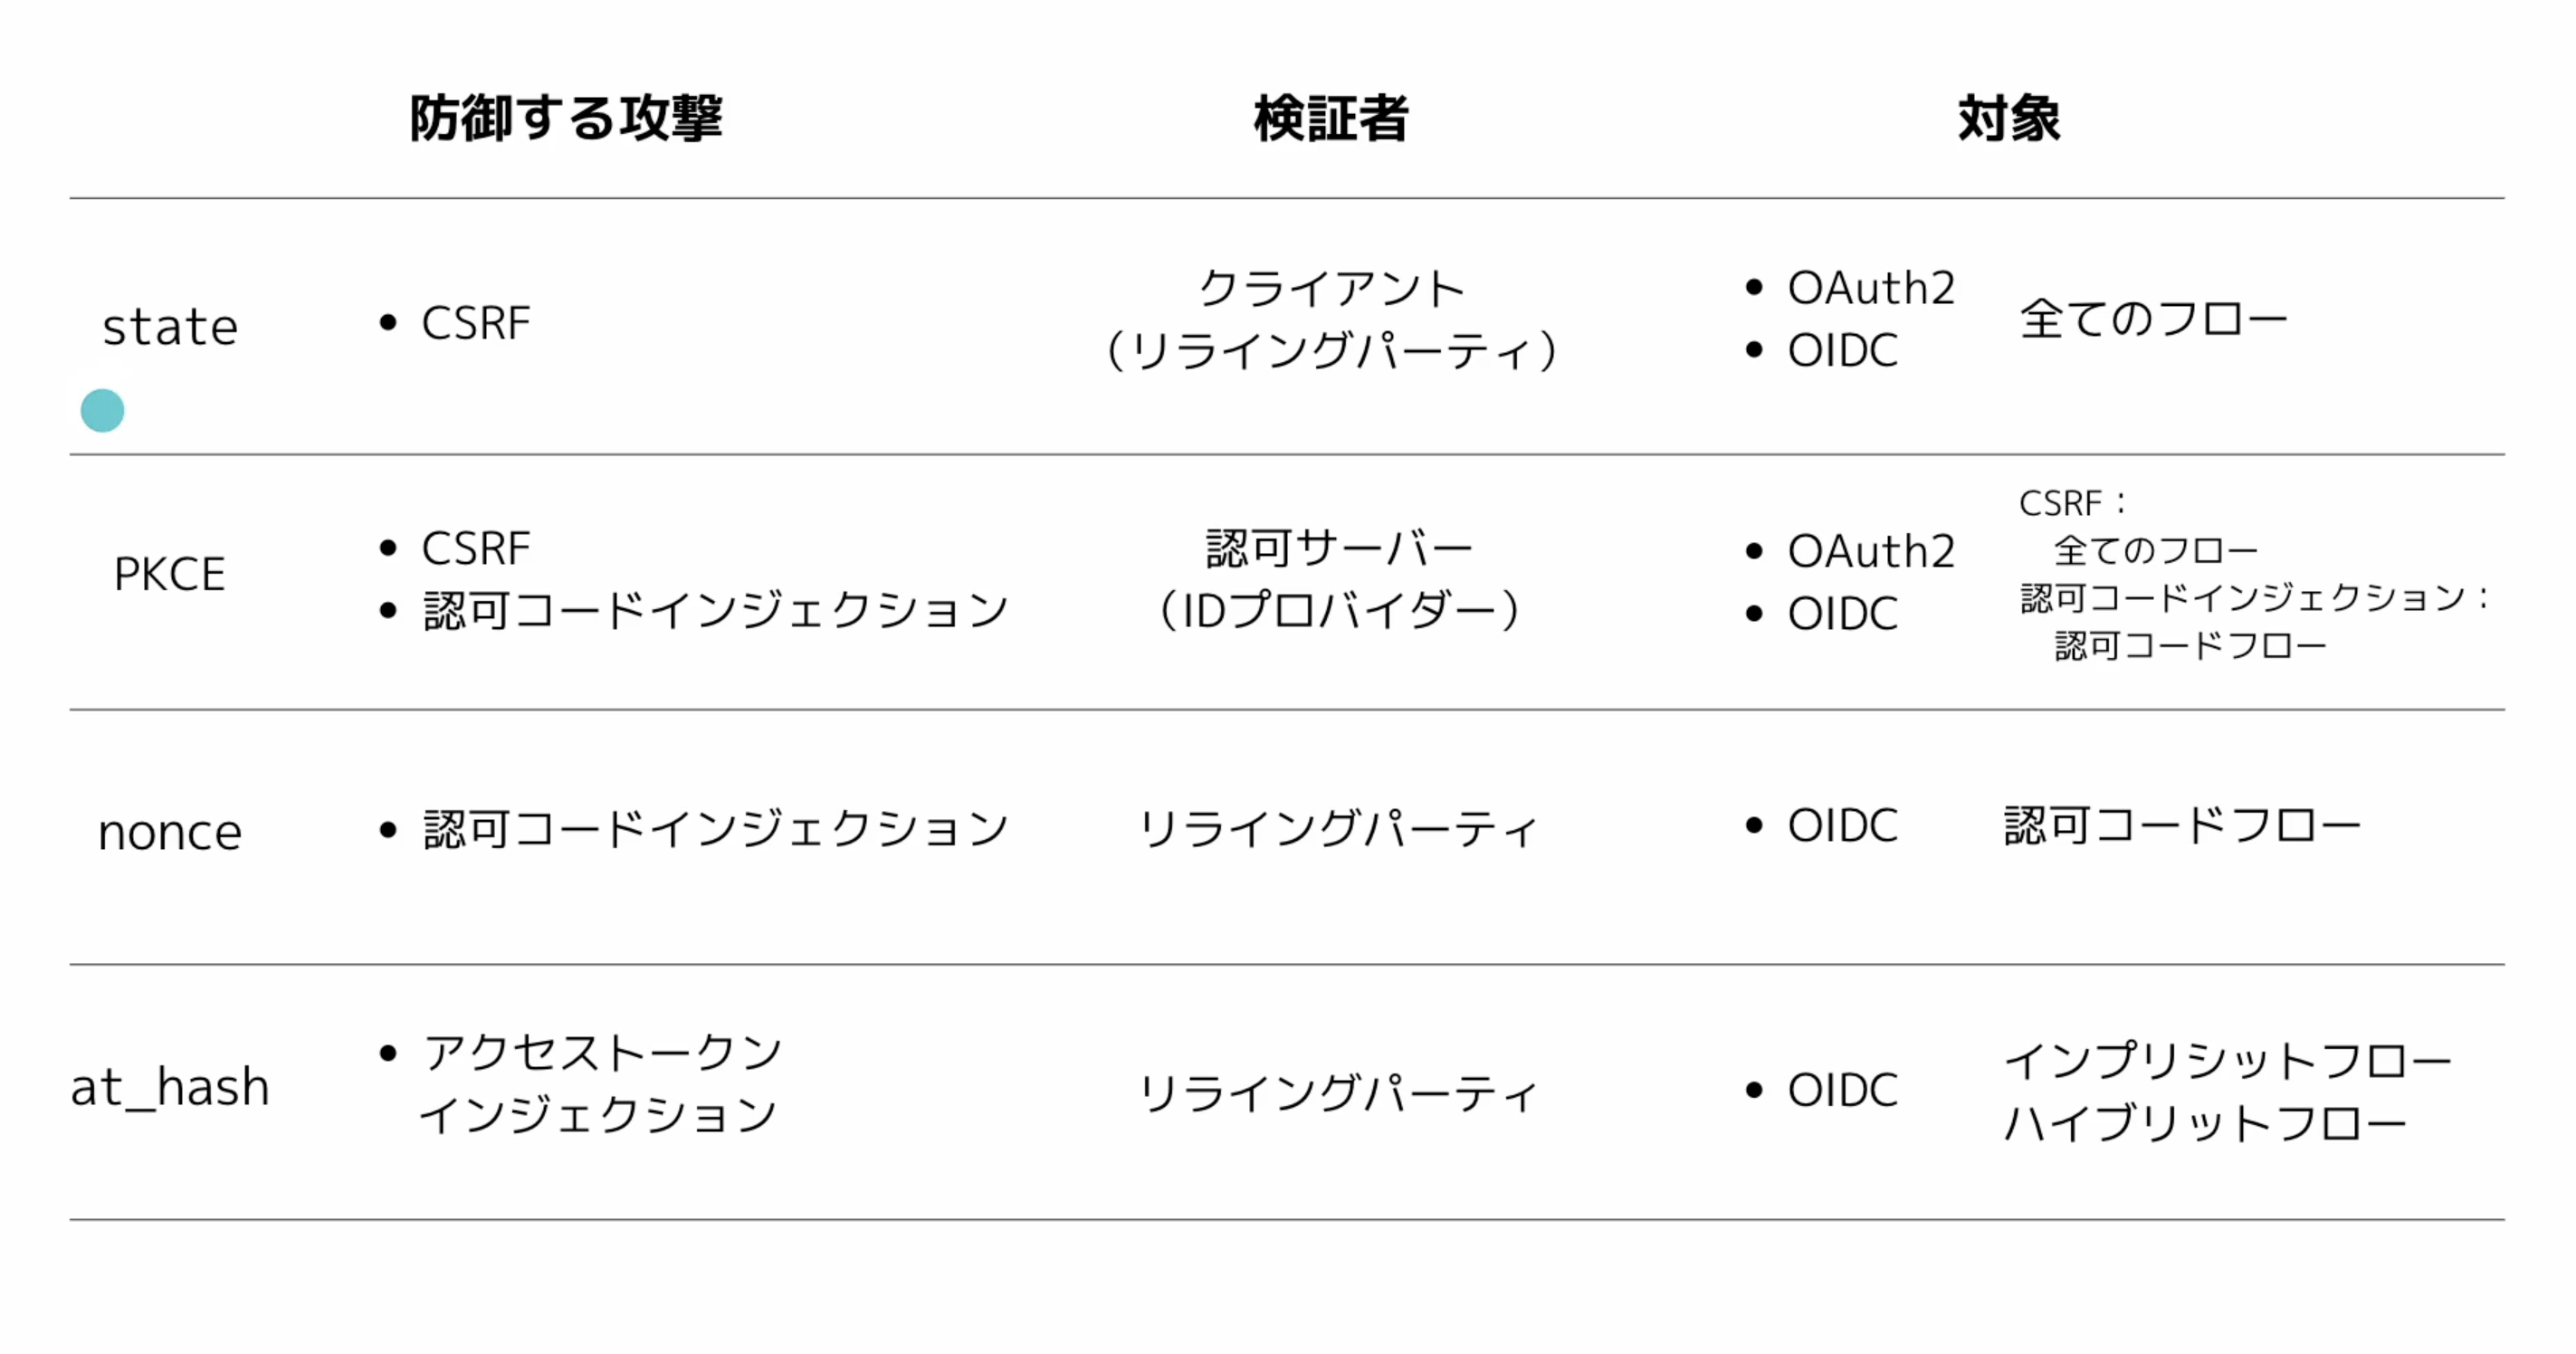 防御する攻撃 検証者 対象
state
• CSRF
クライアント
（リライングパーティ）
• OAuth2
• OIDC
全てのフロー
PKCE
• CSRF
• 認可コードインジェクション
認可サーバー
（IDプロバイダー）
• OAuth2
• OIDC
CSRF：
全てのフロー
認可コードインジェクション：
認可コードフロー
nonce
• 認可コードインジェクション
リライングパーティ
• OIDC
認可コードフロー
at_hash
• アクセストークン
インジェクション
リライングパーティ
• OIDC
インプリシットフロー
ハイブリットフロー